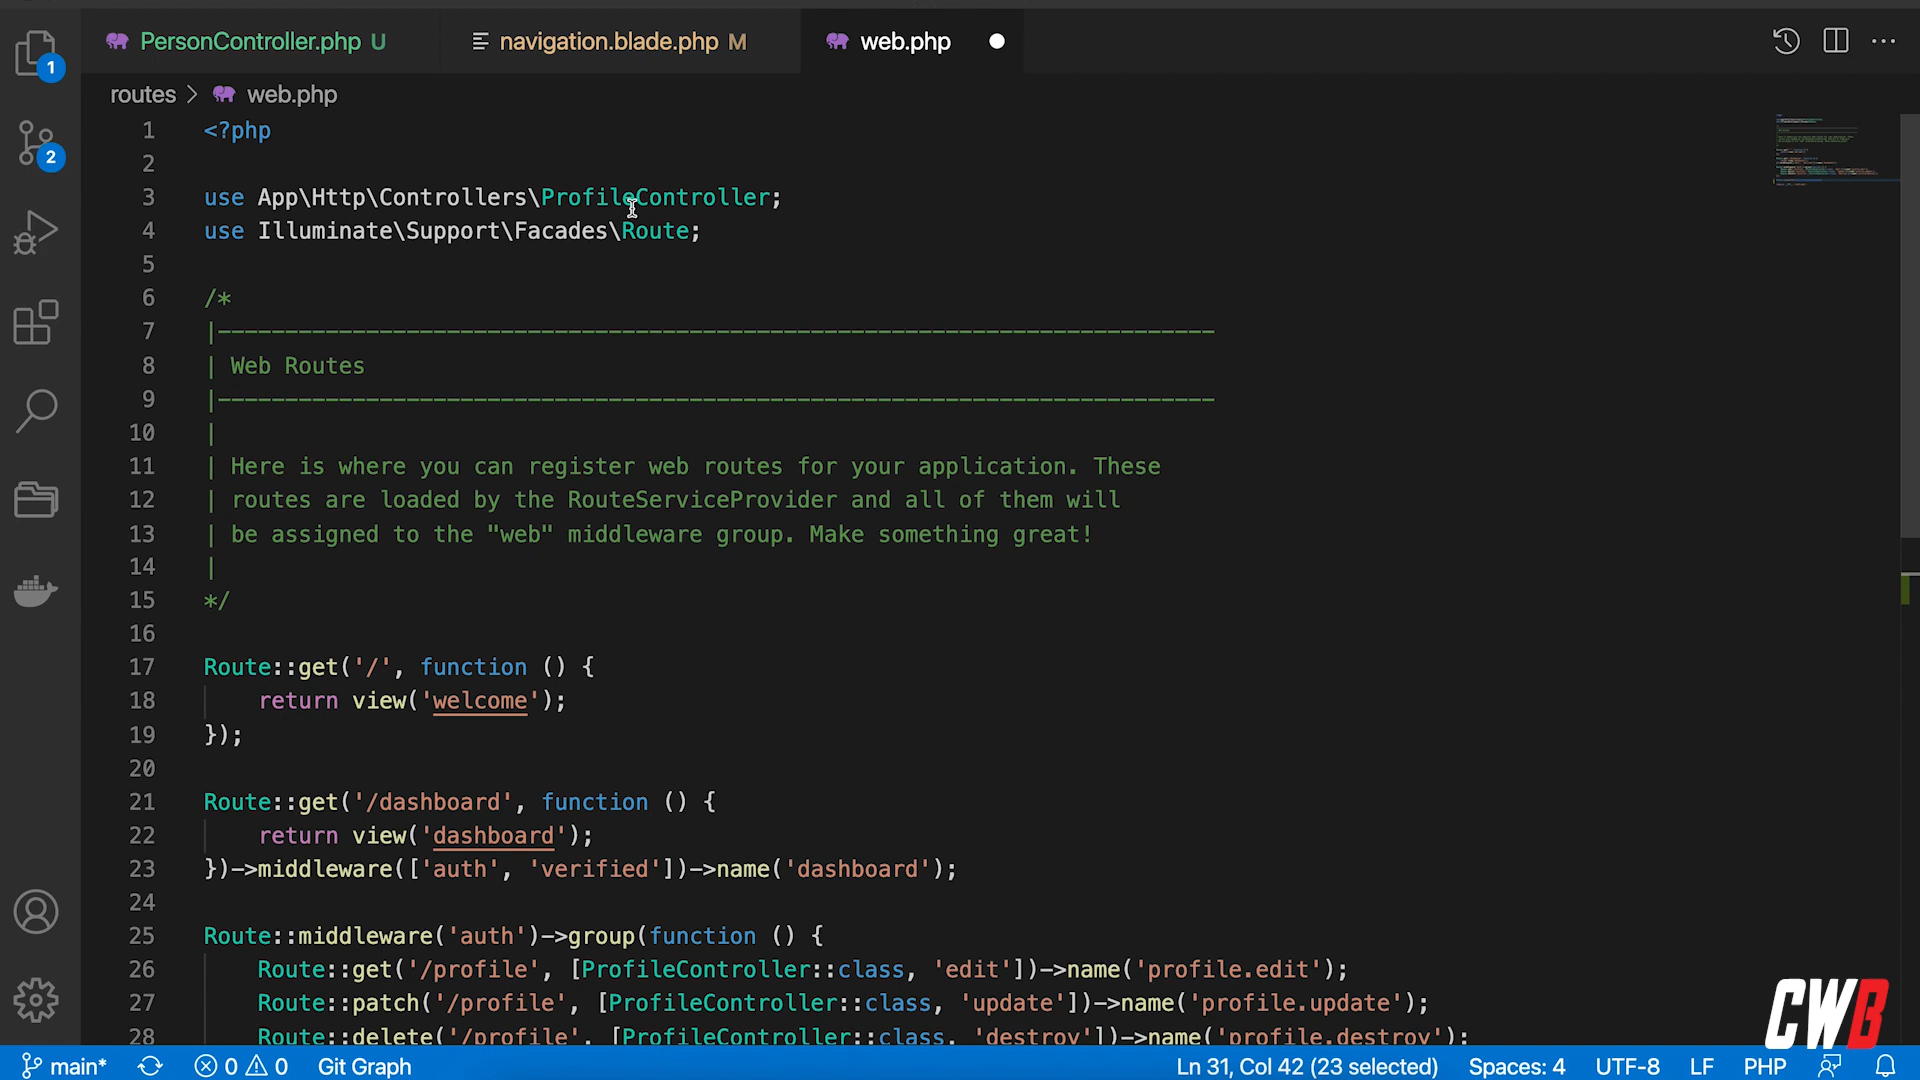 PersonController.php U
navigation.blade.php M
web.php
routes > web.php
1 <?php
2
3 use App\Http\Controllers\ProfileController;
4 use Illuminate\Support\Facades\Route;
5
6 /*
7 |--------------------------------------------------------------------------
8 | Web Routes
9 |--------------------------------------------------------------------------
10 |
11 | Here is where you can register web routes for your application. These
12 | routes are loaded by the RouteServiceProvider and all of them will
13 | be assigned to the "web" middleware group. Make something great!
14 |
15 */
16
17 Route::get('/', function () {
18 return view('welcome');
19 });
20
21 Route::get('/dashboard', function () {
22 return view('dashboard');
23 })->middleware(['auth', 'verified'])->name('dashboard');
24
25 Route::middleware('auth')->group(function () {
26 Route::get('/profile', [ProfileController::class, 'edit'])->name('profile.edit');
27 Route::patch('/profile', [ProfileController::class, 'update'])->name('profile.update');
28 Route::delete('/profile', [ProfileController::class, 'destroy'])->name('profile.destroy');
1
2
CWB
main* 0 0 Git Graph Ln 31, Col 42 (23 selected) Spaces: 4 UTF-8 LF PHP